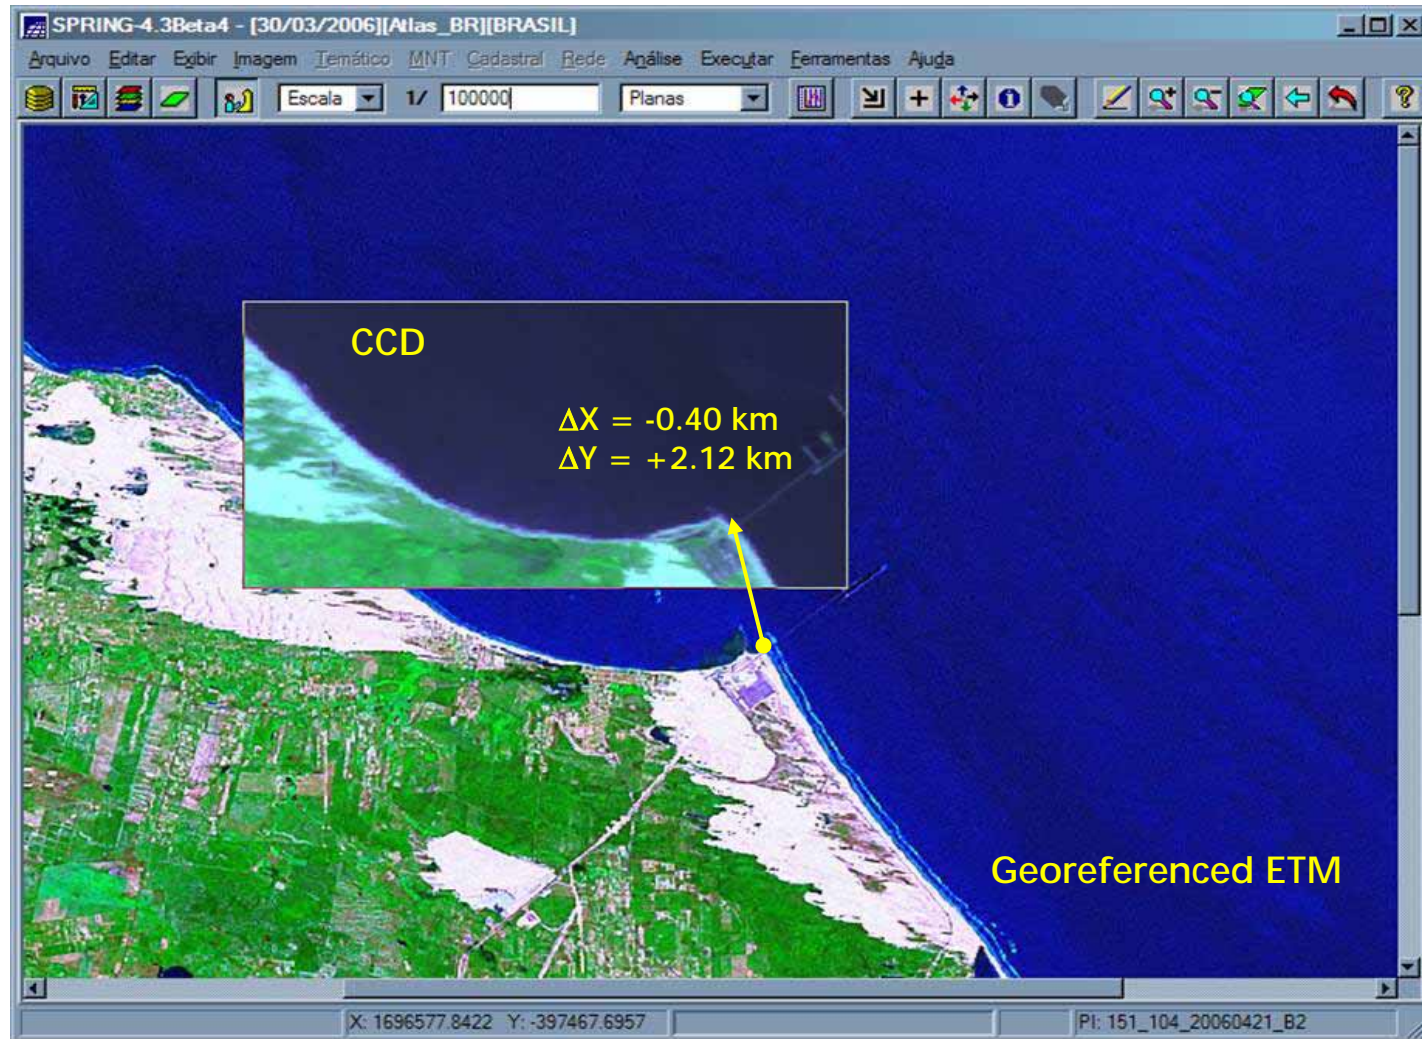 SPRING-4.3Beta4 - [30/03/2006][Atlas_BR][BRASIL]
Arquivo Editar Exibir Imagem Temático MNT Cadastral Rede Análise Executar Ferramentas Ajuda
Escala 1/ 100000 Planas
CCD
ΔX = -0.40 km
ΔY = +2.12 km
Georeferenced ETM
X: 1696577.8422 Y: -397467.6957 PI: 151_104_20060421_B2